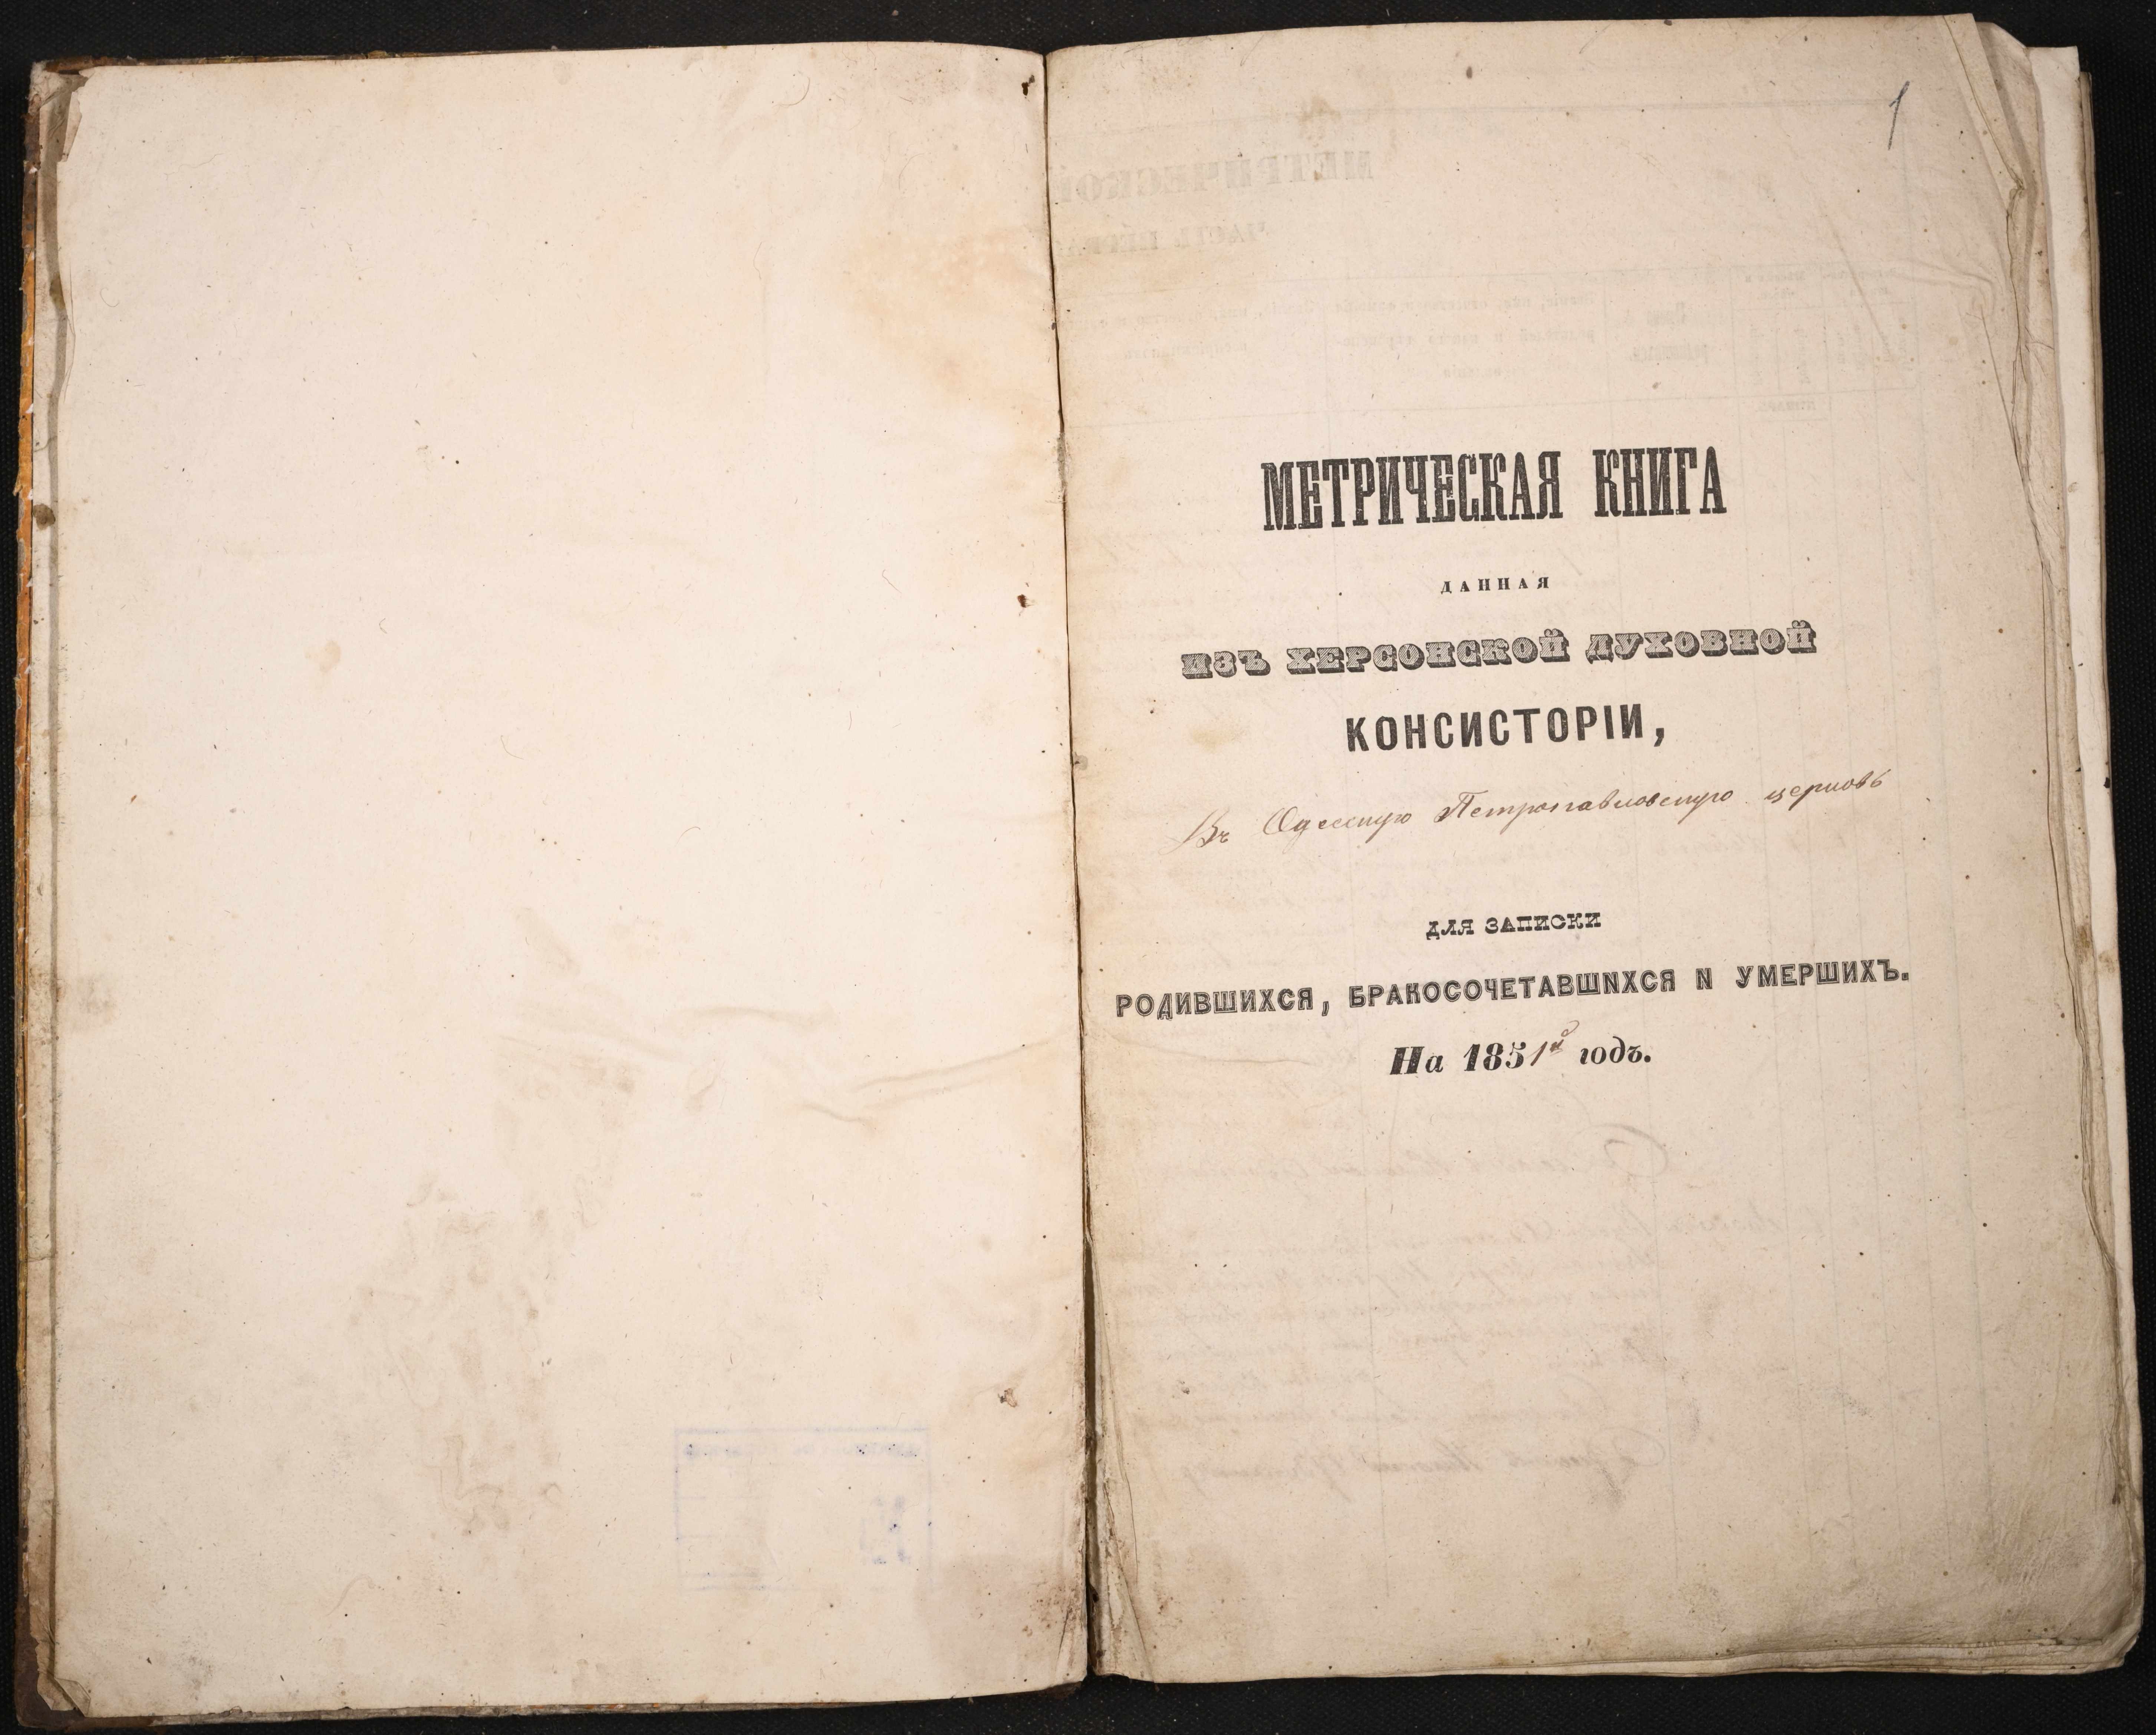 1
МЕТРИЧЕСКАЯ КНИГА
ДАННАЯ
ИЗЪ ХЕРСОНСКОЙ ДУХОВНОЙ
КОНСИСТОРІИ,
Въ Одесскую Петропавловскую церковь
ДЛЯ ЗАПИСКИ
РОДИВШИХСЯ, БРАКОСОЧЕТАВШИХСЯ И УМЕРШИХЪ.
На 1851й годъ.